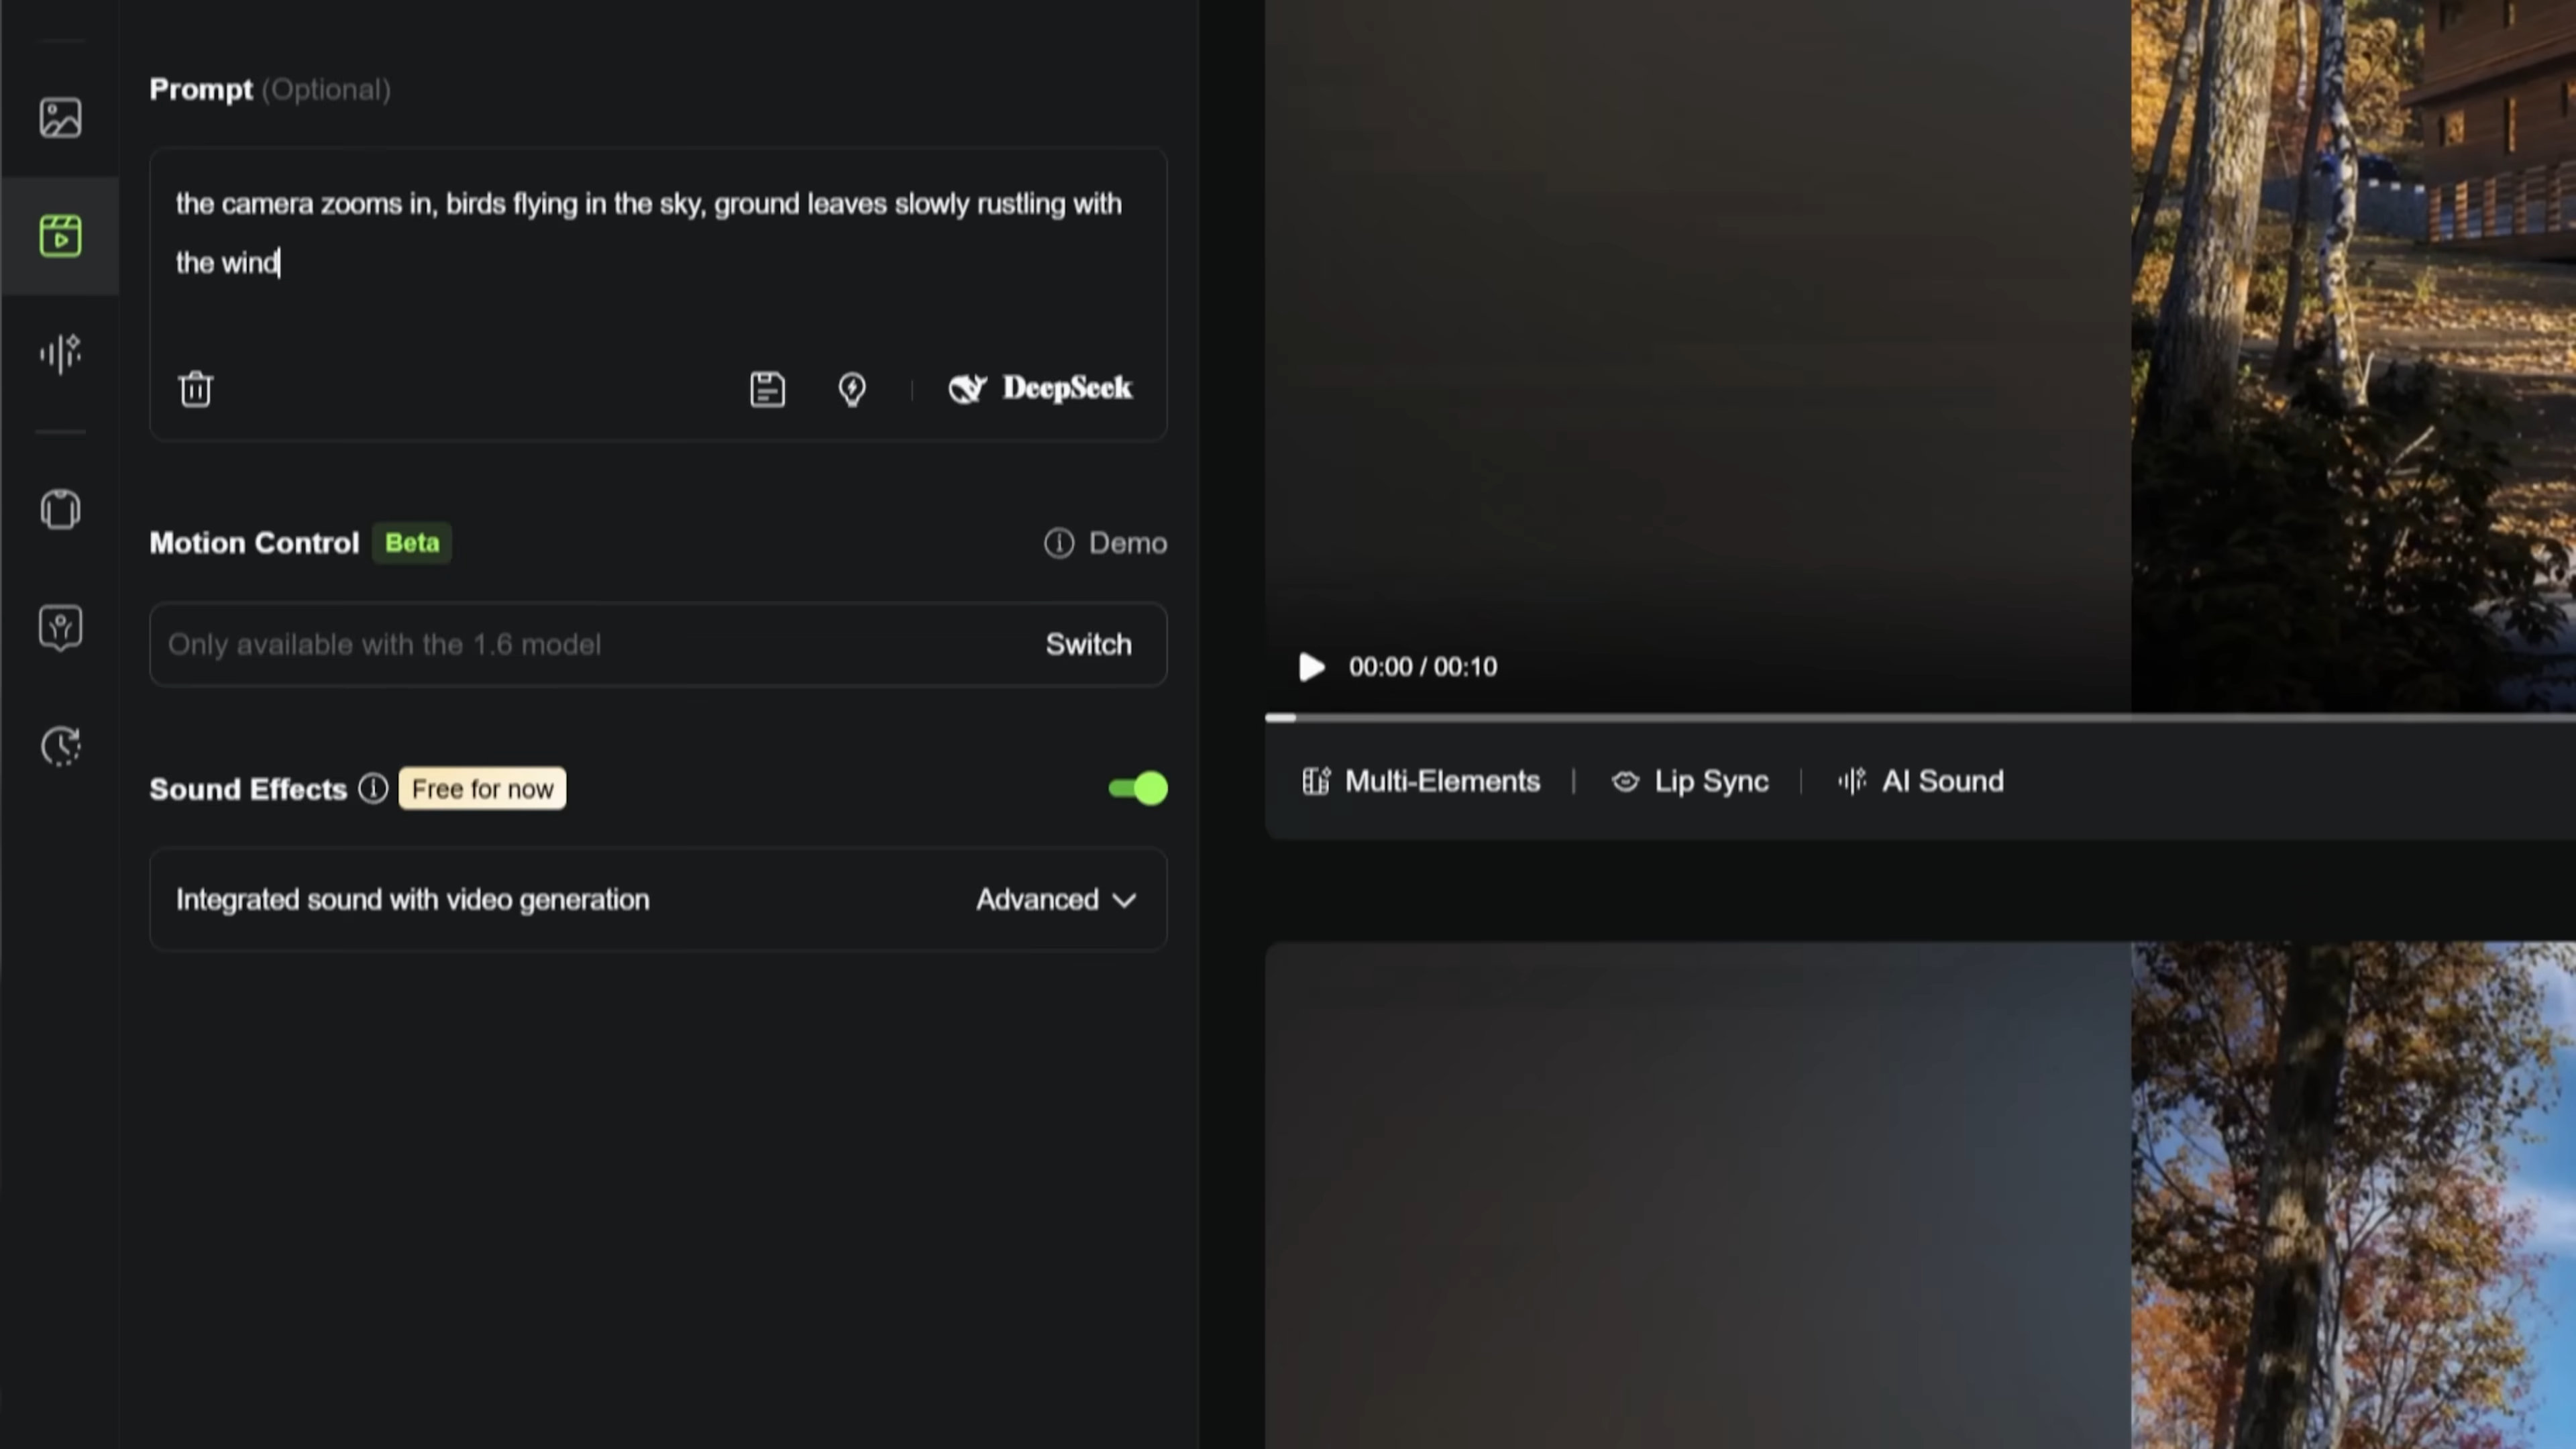 Prompt (Optional)
the camera zooms in, birds flying in the sky, ground leaves slowly rustling with
the wind
DeepSeek
Motion Control Beta
Demo
Only available with the 1.6 model
Switch
Sound Effects Free for now
Integrated sound with video generation
Advanced
00:00 / 00:10
Multi-Elements | Lip Sync | AI Sound